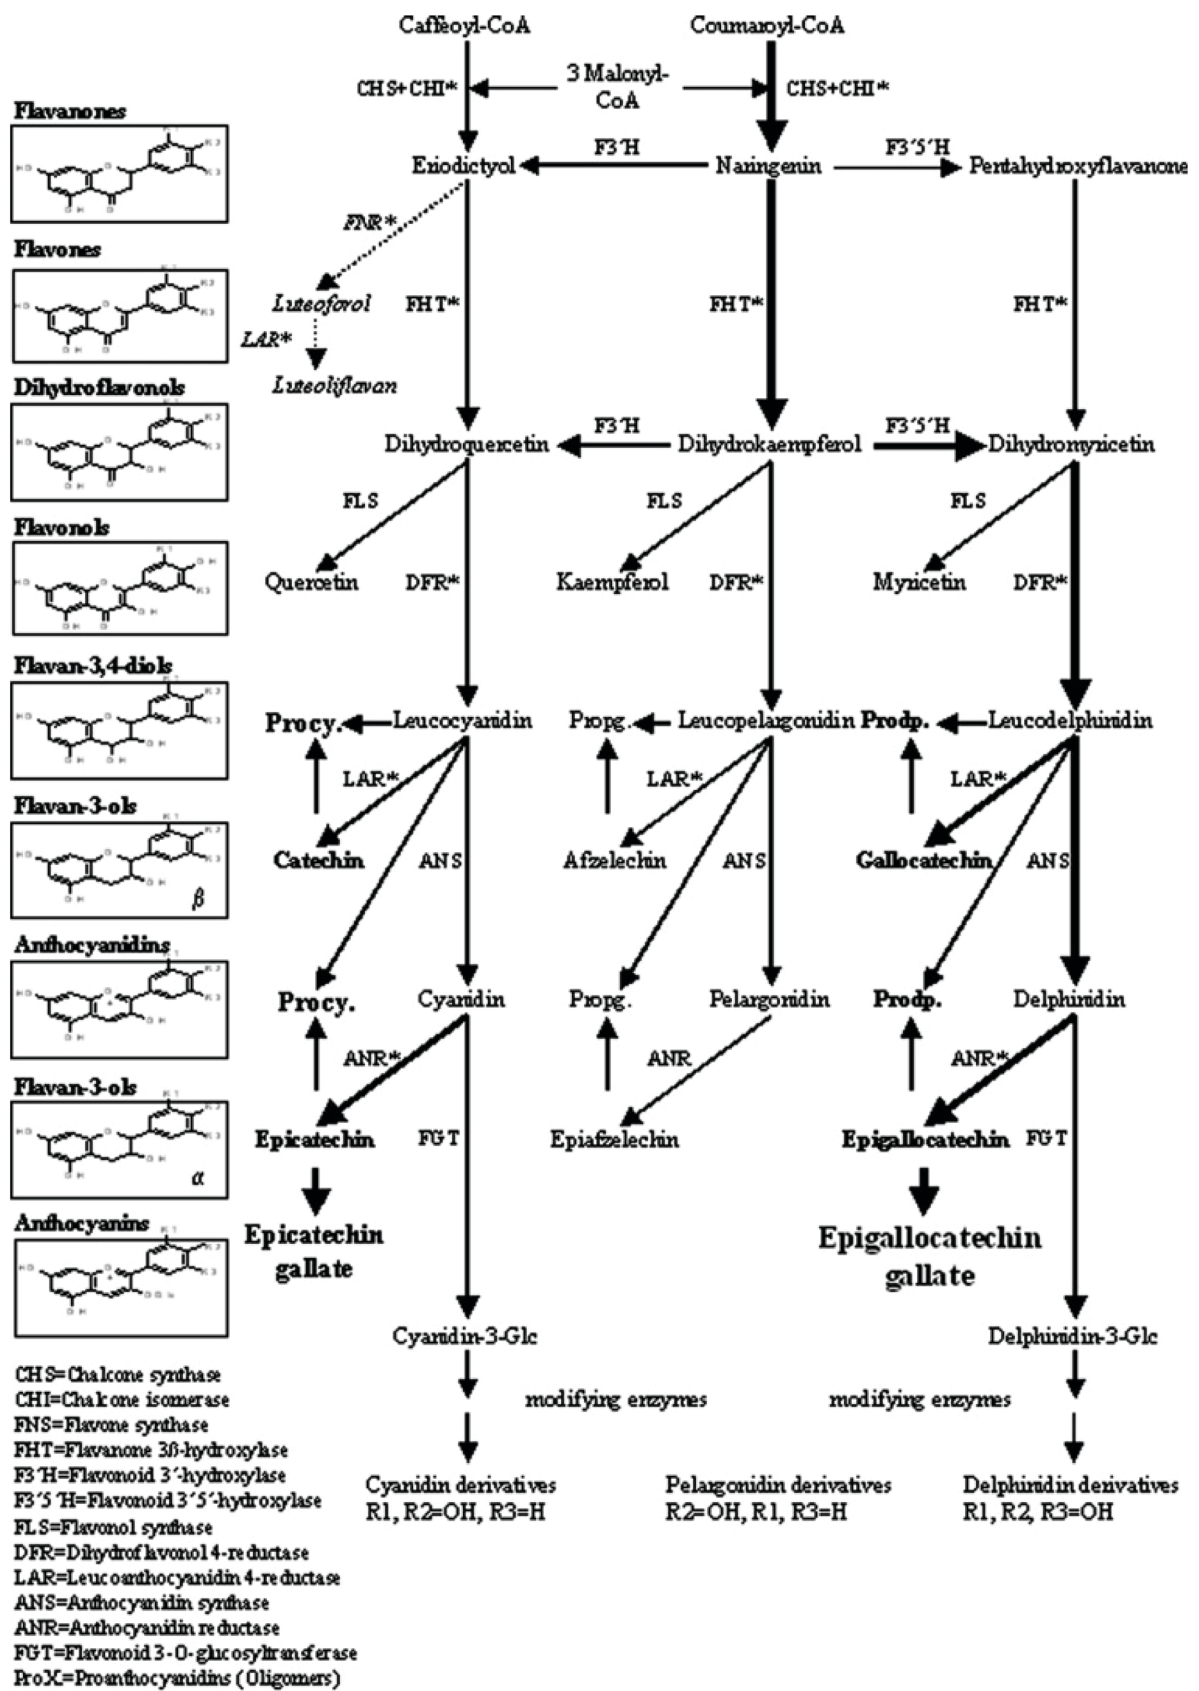 Caffeoyl-CoA Coumaroyl-CoA
3 Malonyl-
CoA
CHS+CHI* CHS+CHI*
Flavanones
F3´H F3´5´H
Eriodictyol Naringenin Pentahydroxyflavanone
FNR*
Flavones
Luteoforol FHT* FHT* FHT*
LAR*
Luteoliflavan
Dihydroflavonols
F3´H F3´5´H
Dihydroquercetin Dihydrokaempferol Dihydromyricetin
FLS FLS FLS
Flavonols
Quercetin DFR* Kaempferol DFR* Myricetin DFR*
Flavan-3,4-diols
Procy. Leucocyanidin Propg. Leucopelargonidin Prodp. Leucodelphinidin
LAR* LAR* LAR*
Flavan-3-ols
Catechin ANS Afzelechin ANS Gallocatechin ANS
β
Anthocyanidins
Procy. Cyanidin Propg. Pelargonidin Prodp. Delphinidin
ANR* ANR ANR*
Flavan-3-ols
Epicatechin FGT Epiafzelechin Epigallocatechin FGT
α
Anthocyanins
Epicatechin
gallate
Epigallocatechin
gallate
Cyanidin-3-Glc Delphinidin-3-Glc
modifying enzymes modifying enzymes
Cyanidin derivatives
R1, R2=OH, R3=H
Pelargonidin derivatives
R2=OH, R1, R3=H
Delphinidin derivatives
R1, R2, R3=OH
CHS=Chalcone synthase
CHI=Chalcone isomerase
FNS=Flavone synthase
FHT=Flavanone 3ß-hydroxylase
F3´H=Flavonoid 3´-hydroxylase
F3´5´H=Flavonoid 3´5´-hydroxylase
FLS=Flavonol synthase
DFR=Dihydroflavonol 4-reductase
LAR=Leucoanthocyanidin 4-reductase
ANS=Anthocyanidin synthase
ANR=Anthocyanidin reductase
FGT=Flavonoid 3-O-glucosyltransferase
ProX=Proanthocyanidins (Oligomers)